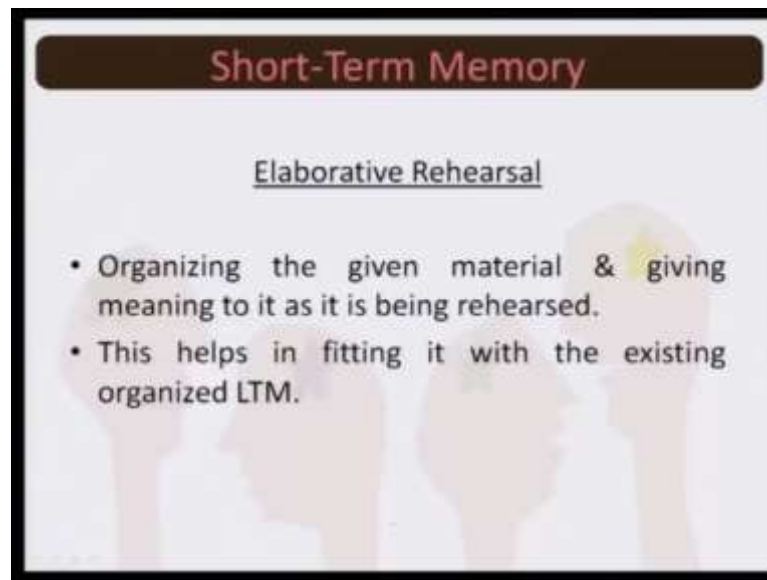 Short-Term Memory
Elaborative Rehearsal
• Organizing the given material & giving
meaning to it as it is being rehearsed.
• This helps in fitting it with the existing
organized LTM.